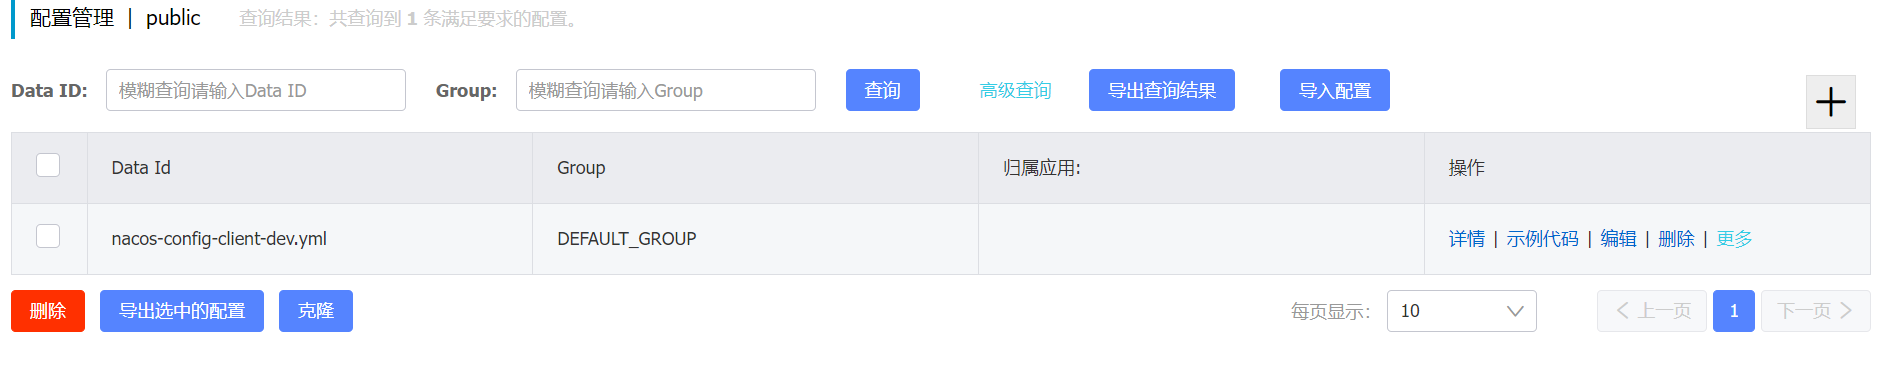 配置管理 | public 查询结果：共查询到 1 条满足要求的配置。
Data ID: 模糊查询请输入Data ID Group: 模糊查询请输入Group 查询 高级查询 导出查询结果 导入配置
Data Id Group 归属应用: 操作
nacos-config-client-dev.yml DEFAULT_GROUP 详情 | 示例代码 | 编辑 | 删除 | 更多
删除 导出选中的配置 克隆 每页显示： 10 上一页 1 下一页